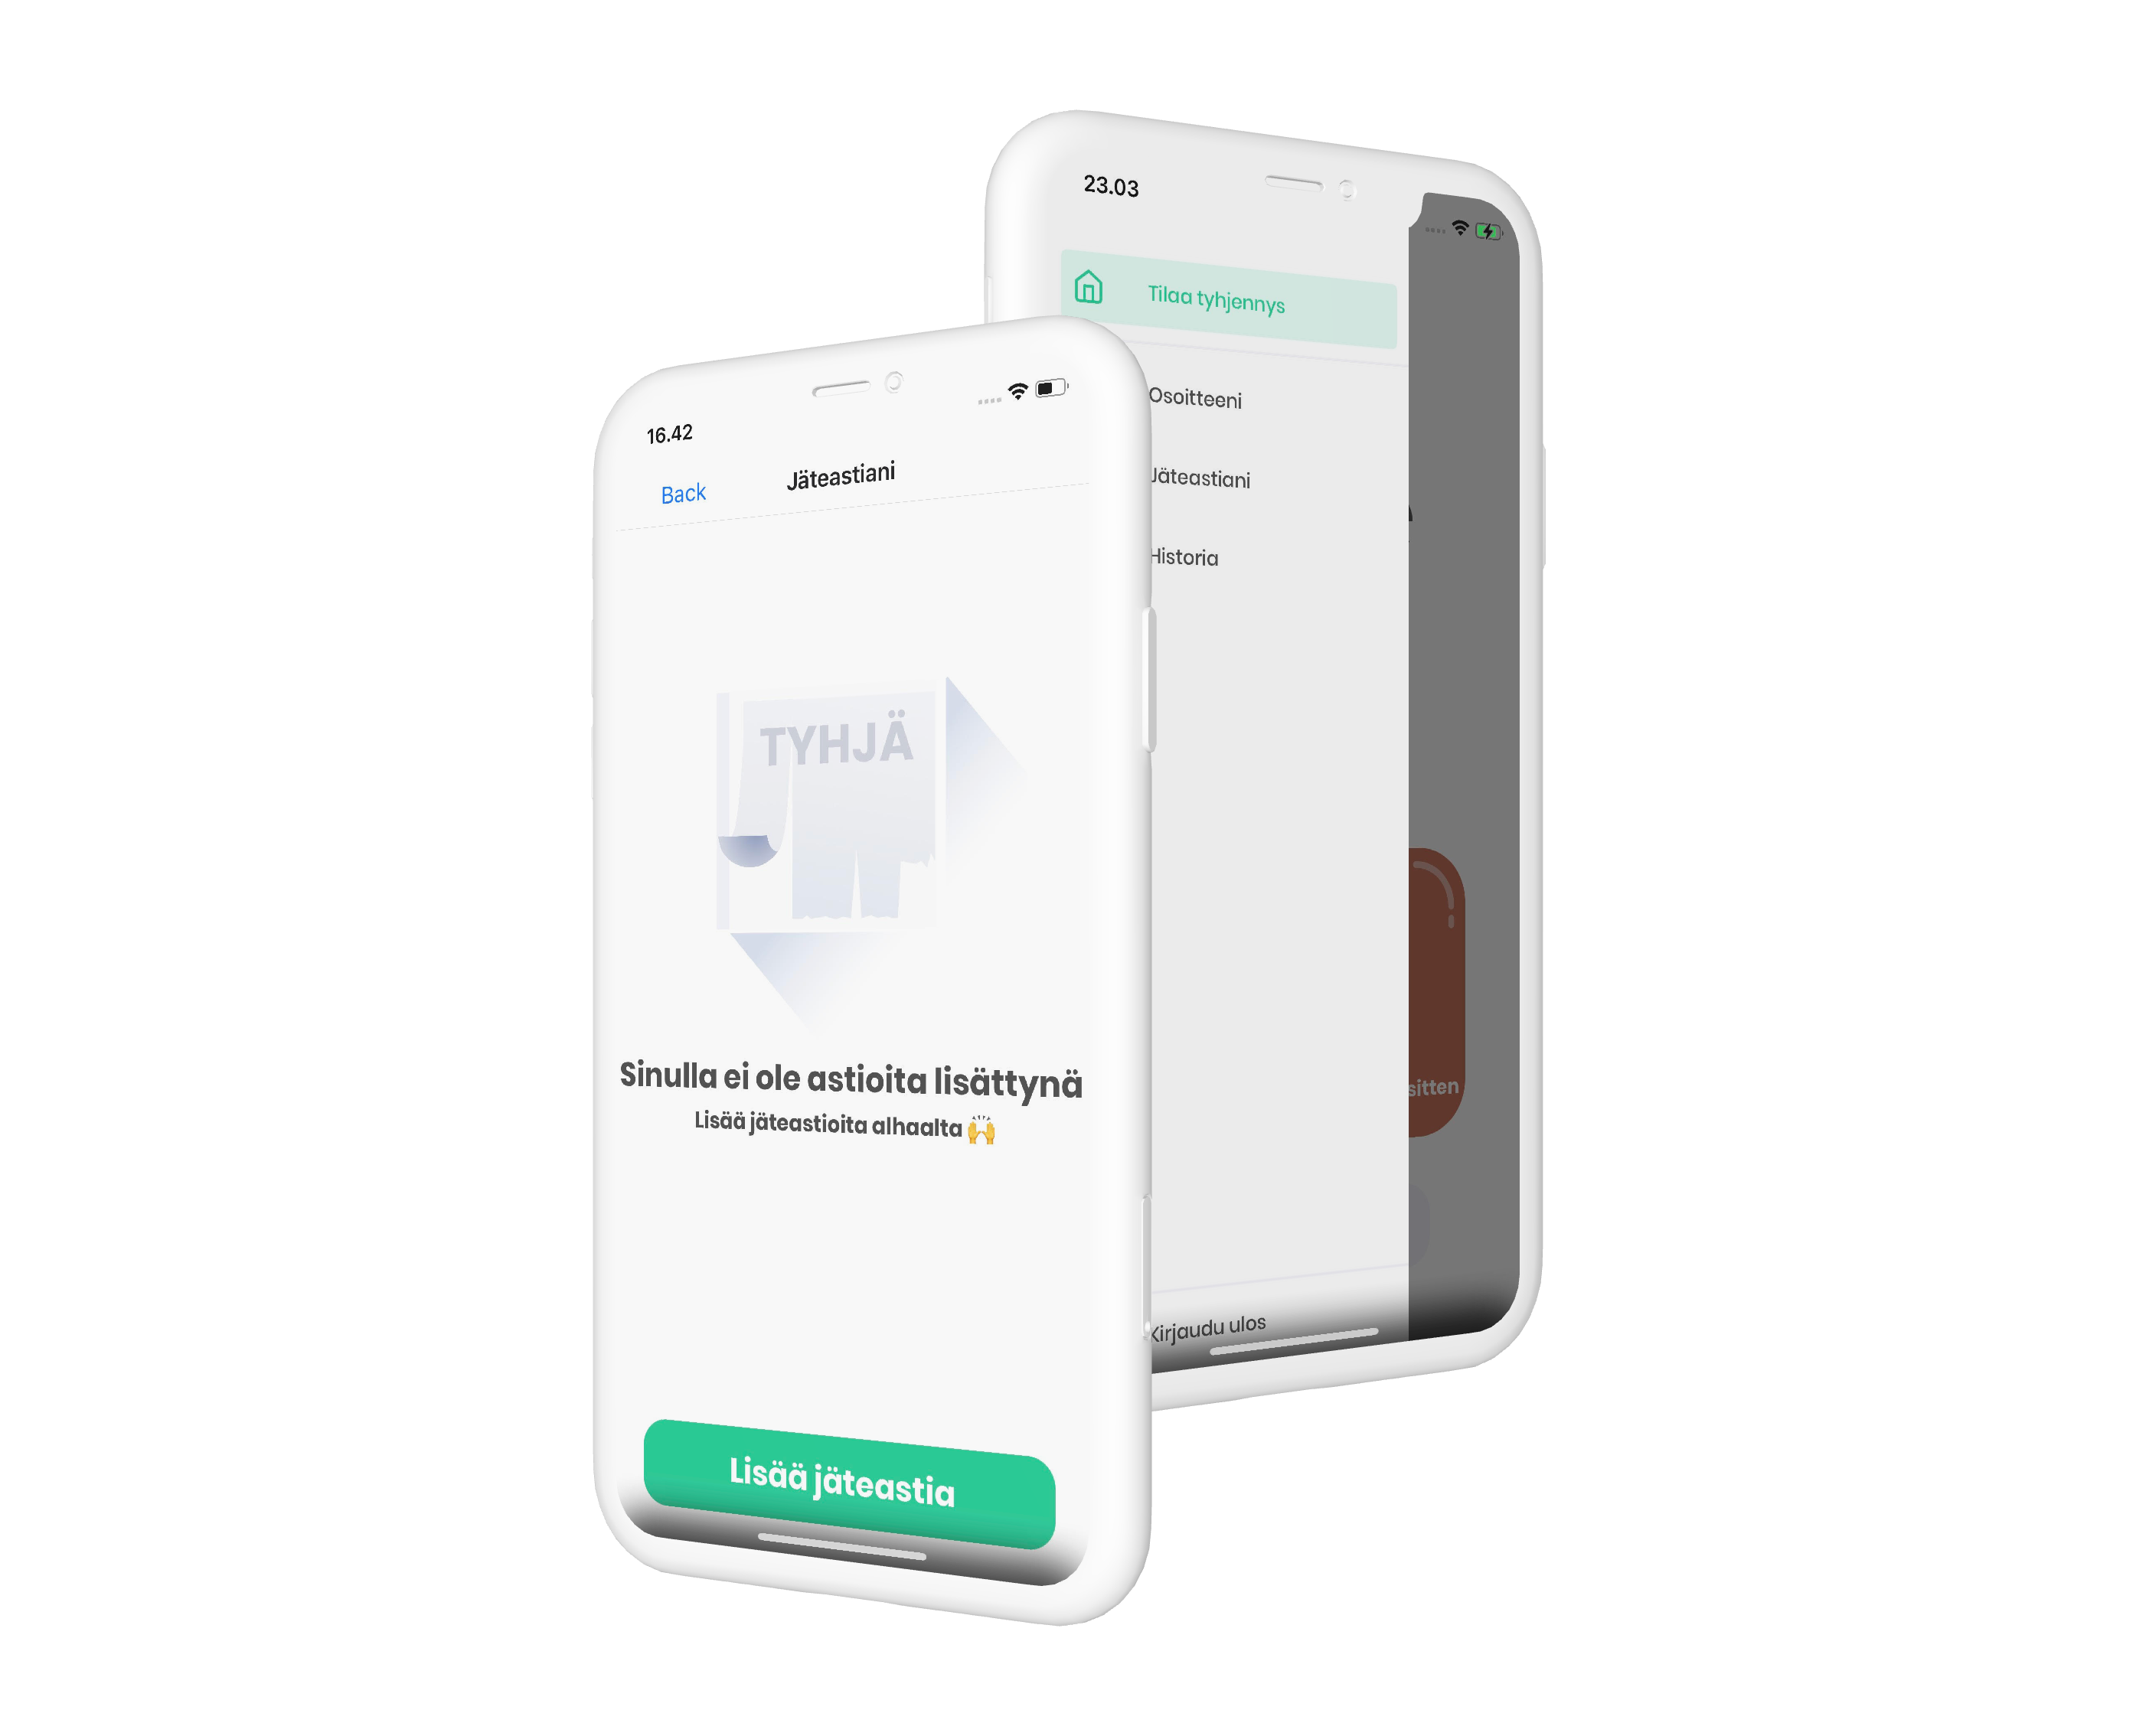 16.42
Back
Jäteastiani
TYHJÄ
Sinulla ei ole astioita lisättynä
Lisää jäteastioita alhaalta 🙌
Lisää jäteastia
23.03
Tilaa tyhjennys
Osoitteeni
Jäteastiani
Historia
sitten
Kirjaudu ulos